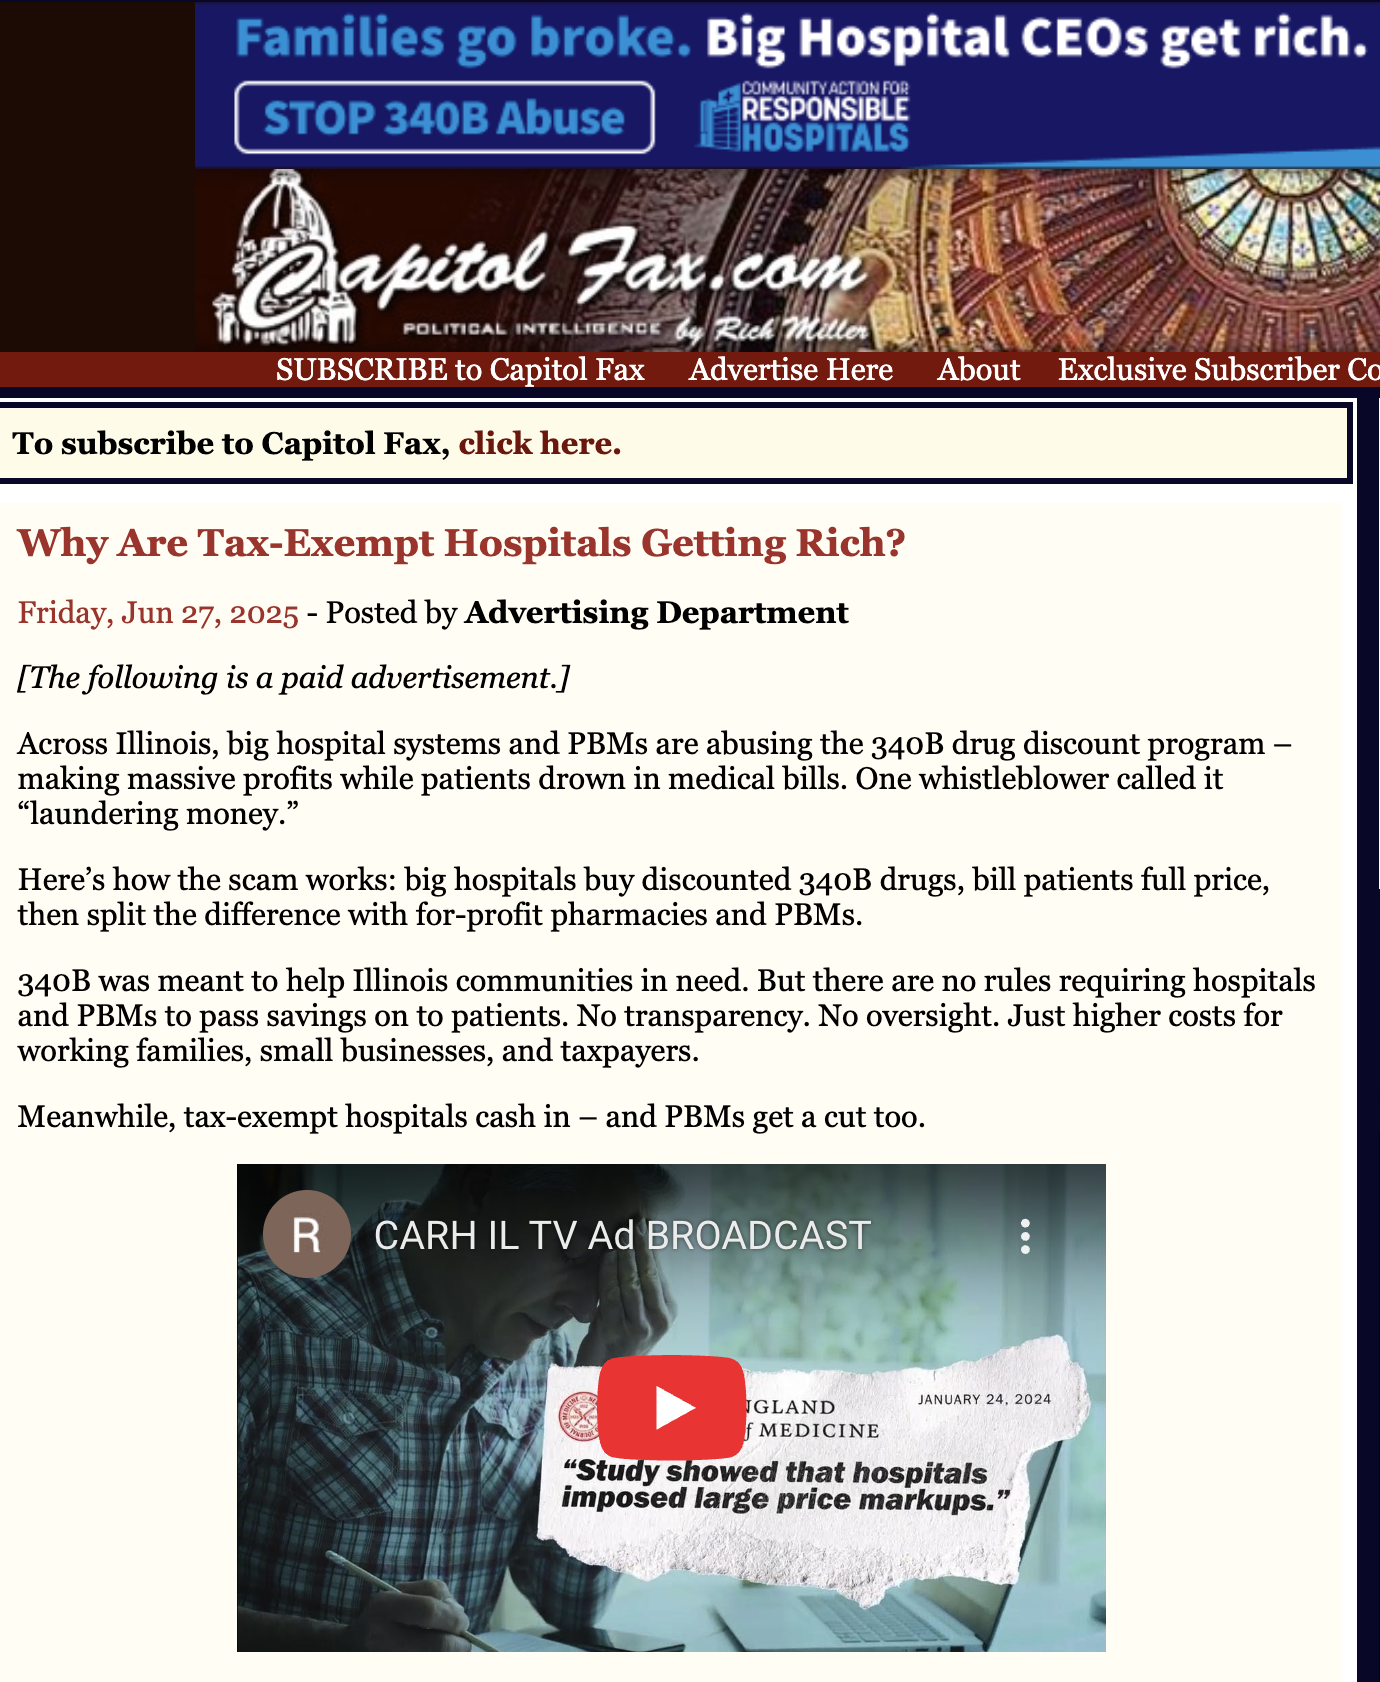 Families go broke. Big Hospital CEOs get rich.
STOP 340B Abuse
COMMUNITY ACTION FOR
RESPONSIBLE
HOSPITALS
Capitol Fax.com
POLITICAL INTELLIGENCE by Rich Miller
SUBSCRIBE to Capitol Fax Advertise Here About Exclusive Subscriber Co
To subscribe to Capitol Fax, click here.
Why Are Tax-Exempt Hospitals Getting Rich?
Friday, Jun 27, 2025 - Posted by Advertising Department
[The following is a paid advertisement.]
Across Illinois, big hospital systems and PBMs are abusing the 340B drug discount program –
making massive profits while patients drown in medical bills. One whistleblower called it
“laundering money.”
Here’s how the scam works: big hospitals buy discounted 340B drugs, bill patients full price,
then split the difference with for-profit pharmacies and PBMs.
340B was meant to help Illinois communities in need. But there are no rules requiring hospitals
and PBMs to pass savings on to patients. No transparency. No oversight. Just higher costs for
working families, small businesses, and taxpayers.
Meanwhile, tax-exempt hospitals cash in – and PBMs get a cut too.
R CARH IL TV Ad BROADCAST
JANUARY 24, 2024
NGLAND
of MEDICINE
“Study showed that hospitals
imposed large price markups.”